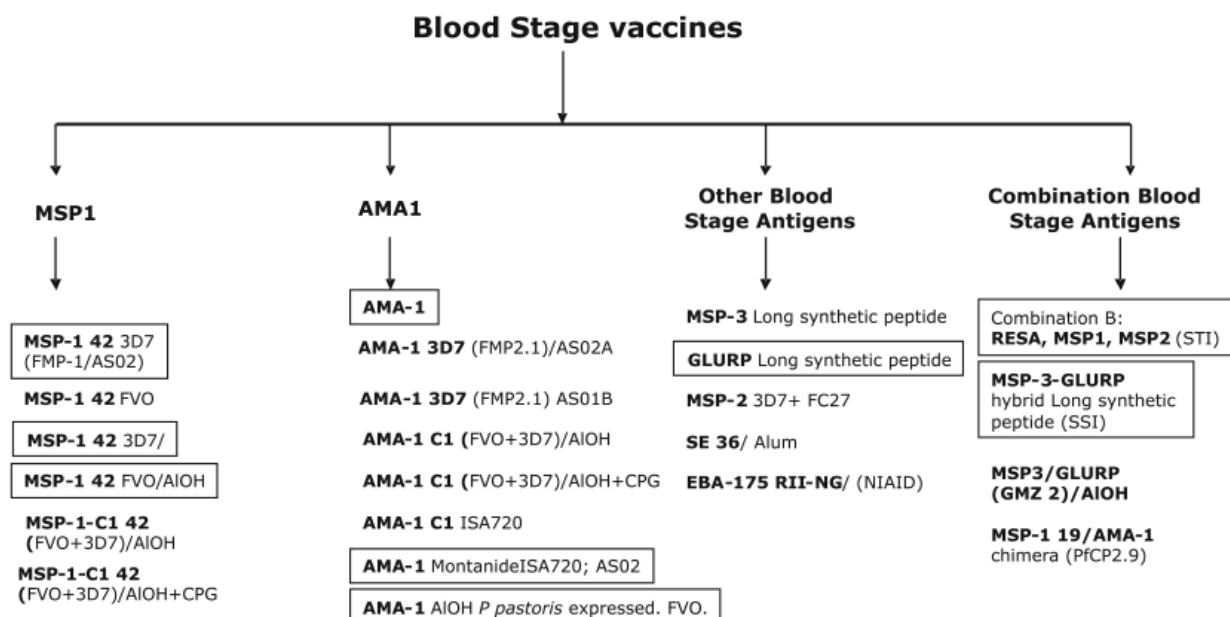 Blood Stage vaccines
MSP1
MSP-1 42 3D7
(FMP-1/AS02)
MSP-1 42 FVO
MSP-1 42 3D7/
MSP-1 42 FVO/AlOH
MSP-1-C1 42
(FVO+3D7)/AlOH
MSP-1-C1 42
(FVO+3D7)/AlOH+CPG
AMA1
AMA-1
AMA-1 3D7 (FMP2.1)/AS02A
AMA-1 3D7 (FMP2.1) AS01B
AMA-1 C1 (FVO+3D7)/AlOH
AMA-1 C1 (FVO+3D7)/AlOH+CPG
AMA-1 C1 ISA720
AMA-1 MontanideISA720; AS02
AMA-1 AlOH P pastoris expressed. FVO.
Other Blood
Stage Antigens
MSP-3 Long synthetic peptide
GLURP Long synthetic peptide
MSP-2 3D7+ FC27
SE 36/ Alum
EBA-175 RII-NG/ (NIAID)
Combination Blood
Stage Antigens
Combination B:
RESA, MSP1, MSP2 (STI)
MSP-3-GLURP
hybrid Long synthetic
peptide (SSI)
MSP3/GLURP
(GMZ 2)/AlOH
MSP-1 19/AMA-1
chimera (PfCP2.9)